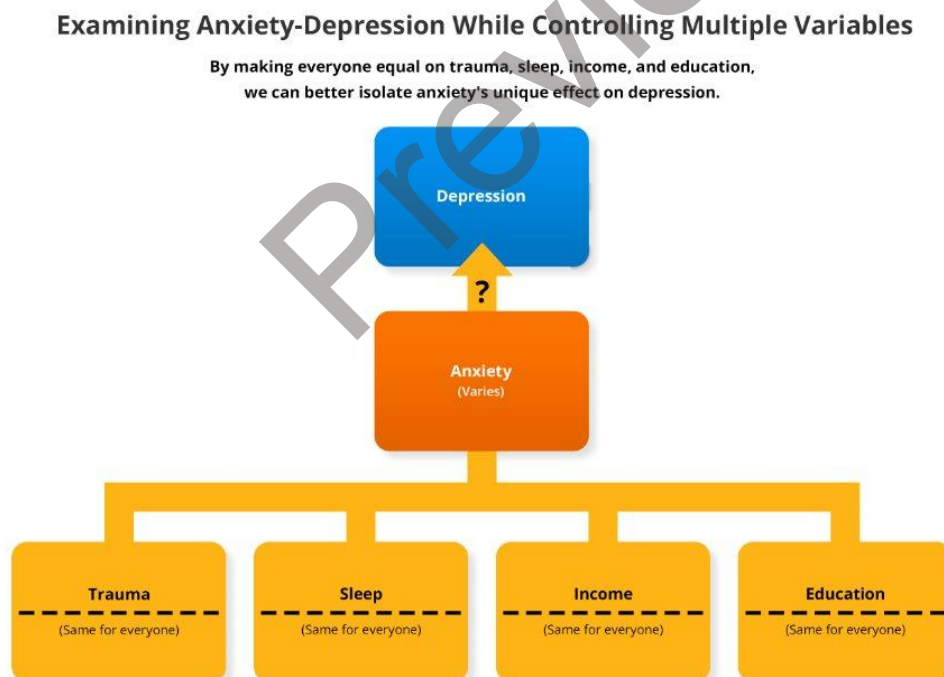 Examining Anxiety-Depression While Controlling Multiple Variables
By making everyone equal on trauma, sleep, income, and education,
we can better isolate anxiety's unique effect on depression.
Depression
?
Anxiety
(Varies)
Trauma
(Same for everyone)
Sleep
(Same for everyone)
Income
(Same for everyone)
Education
(Same for everyone)